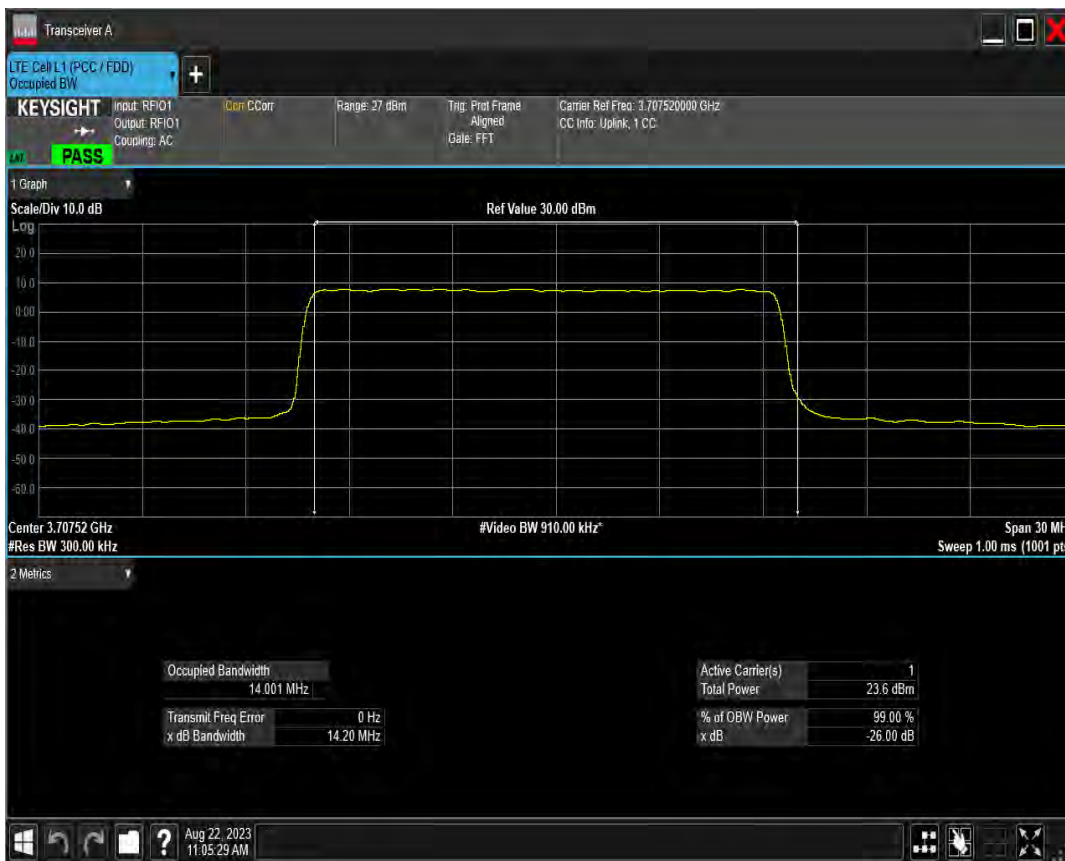 Transceiver A
LTE Cell L1 (PCC / FDD)
Occupied BW
+
KEYSIGHT
Input: RFIO1
Output: RFIO1
Coupling: AC
Corr CCorr
Range: 27 dBm
Trig: Prot Frame
Aligned
Gate: FFT
Carrier Ref Freq: 3.707520000 GHz
CC Info: Uplink, 1 CC
PASS
1 Graph
Scale/Div 10.0 dB
Ref Value 30.00 dBm
Log
20.0
10.0
0.00
-10.0
-20.0
-30.0
-40.0
-50.0
-60.0
Center 3.70752 GHz
#Video BW 910.00 kHz*
Span 30 MH
#Res BW 300.00 kHz
Sweep 1.00 ms (1001 pt
2 Metrics
Occupied Bandwidth
14.001 MHz
Transmit Freq Error 0 Hz
x dB Bandwidth 14.20 MHz
Active Carrier(s) 1
Total Power 23.6 dBm
% of OBW Power 99.00 %
x dB -26.00 dB
?
Aug 22, 2023
11:05:29 AM